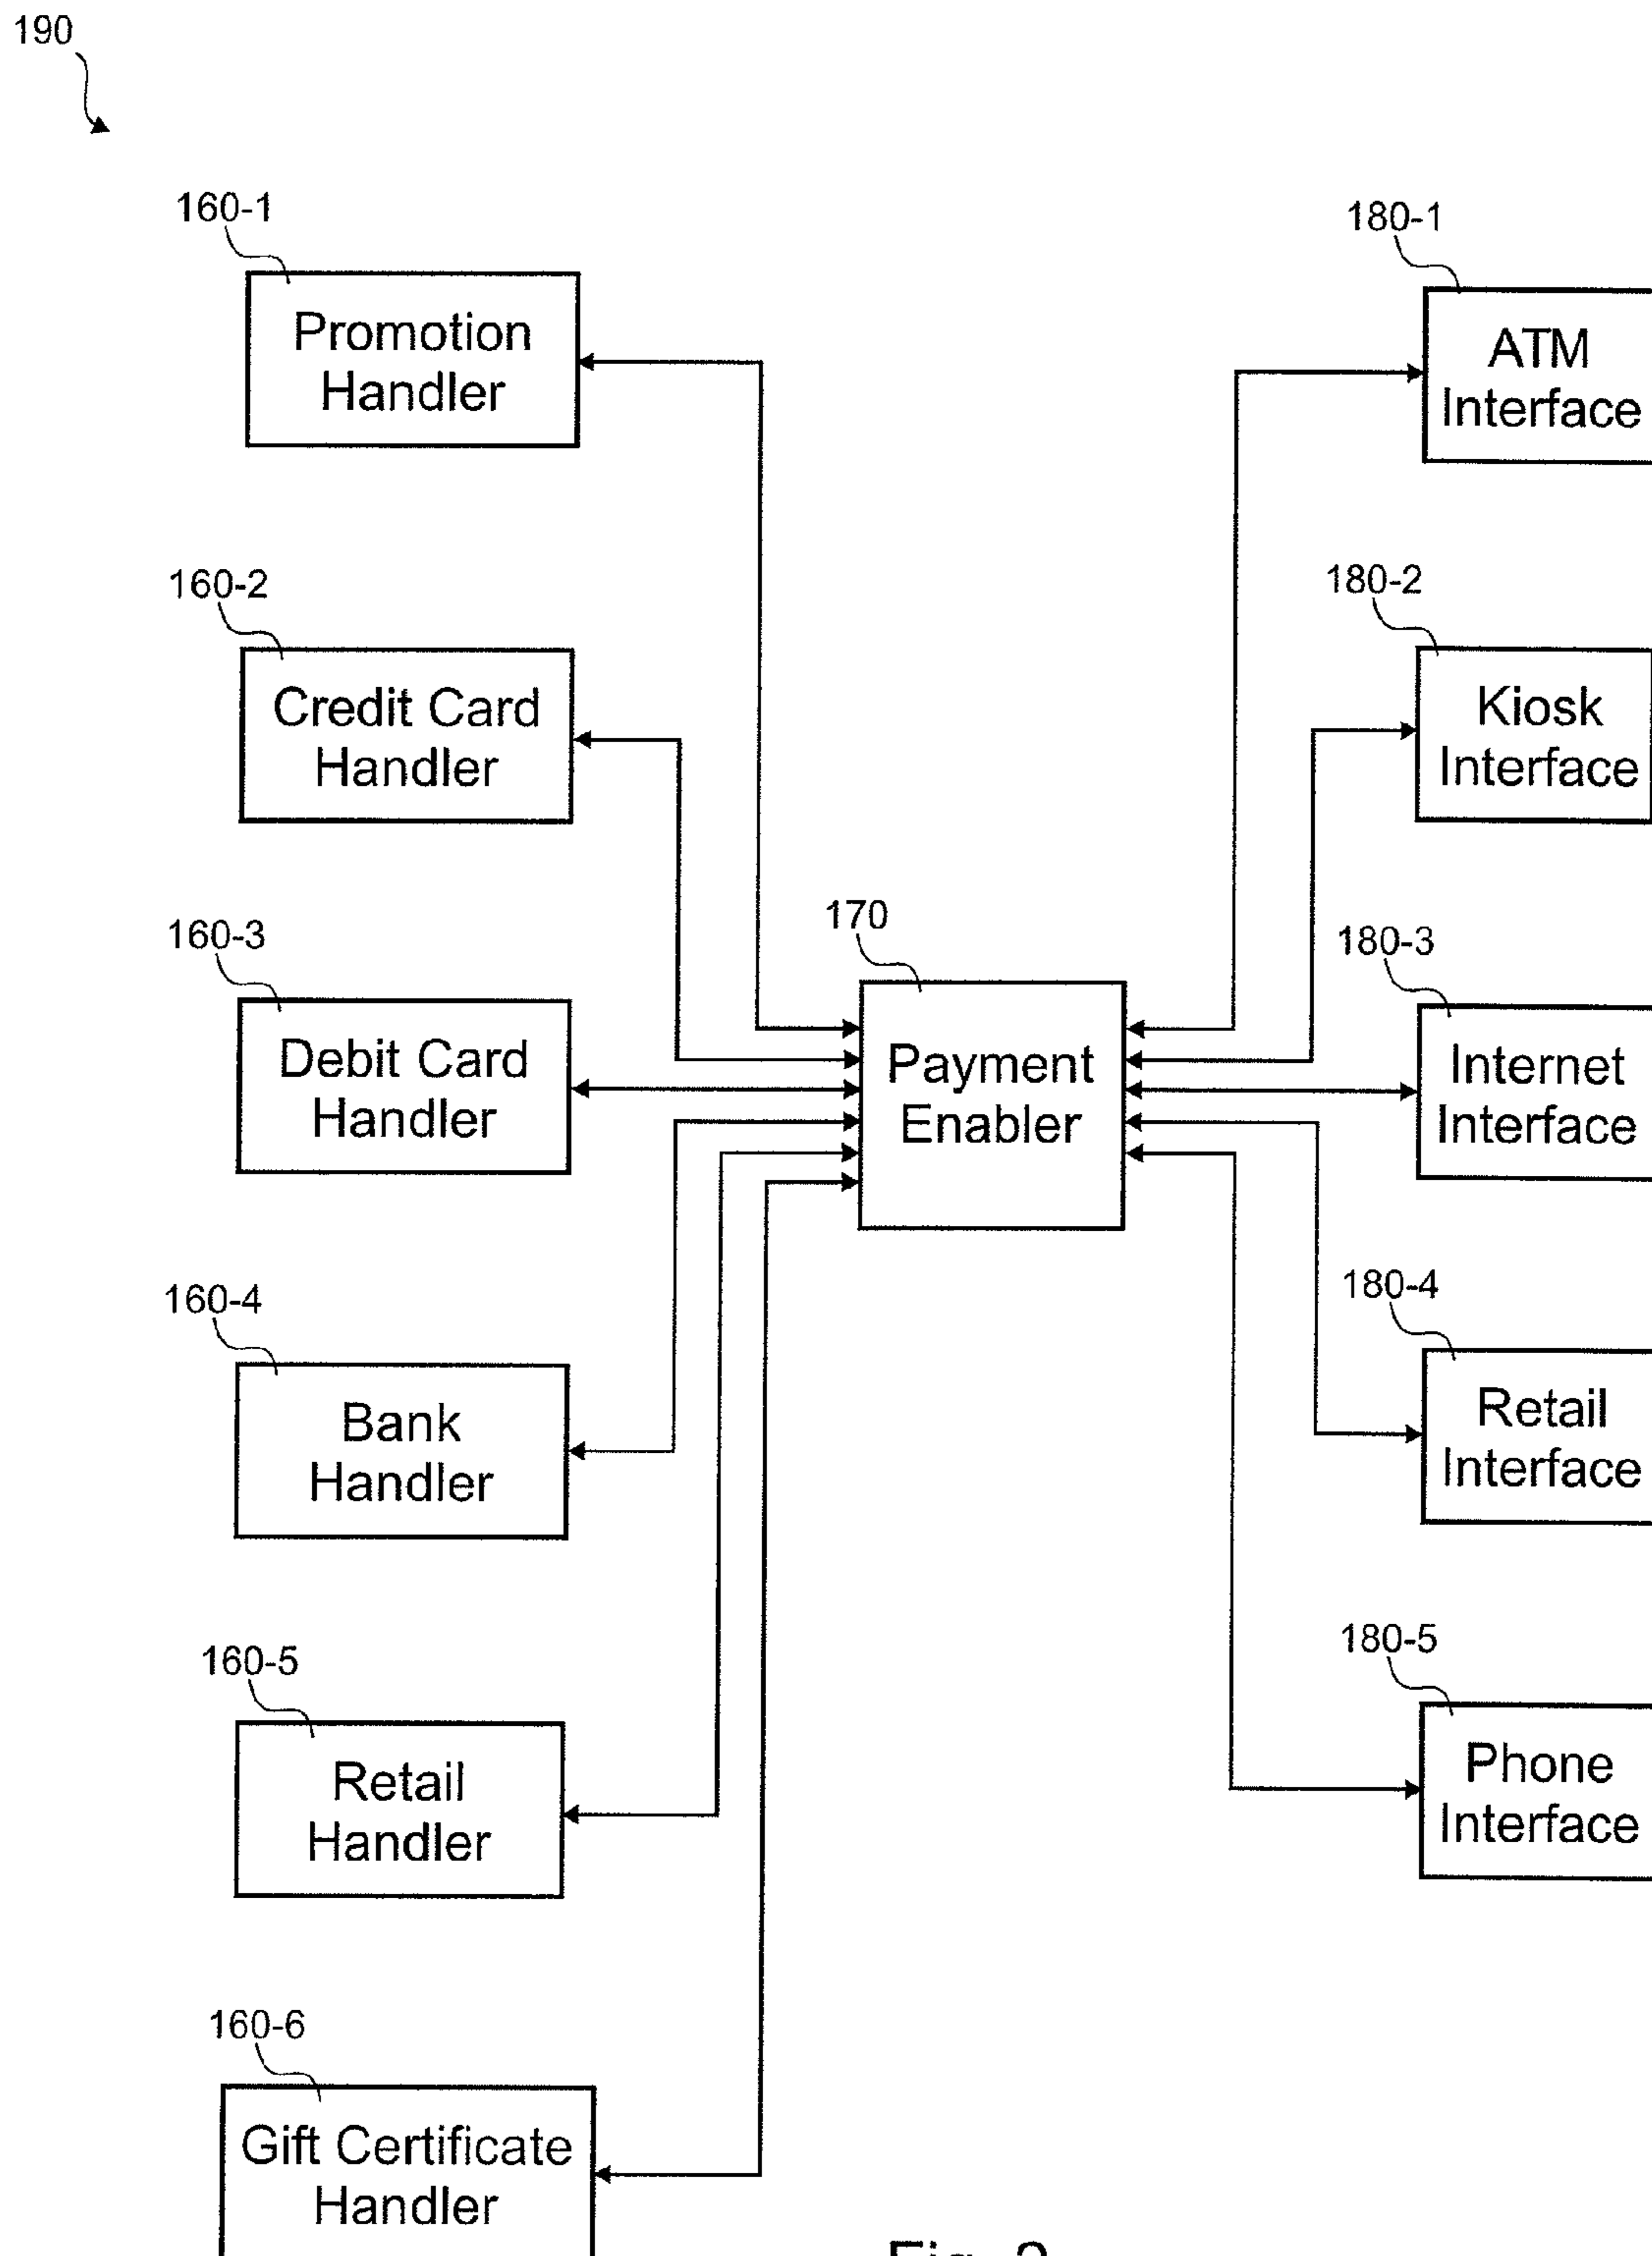 190
160-1
Promotion
Handler
180-1
ATM
Interface
160-2
Credit Card
Handler
180-2
Kiosk
Interface
160-3
Debit Card
Handler
170
Payment
Enabler
180-3
Internet
Interface
160-4
Bank
Handler
180-4
Retail
Interface
160-5
Retail
Handler
180-5
Phone
Interface
160-6
Gift Certificate
Handler